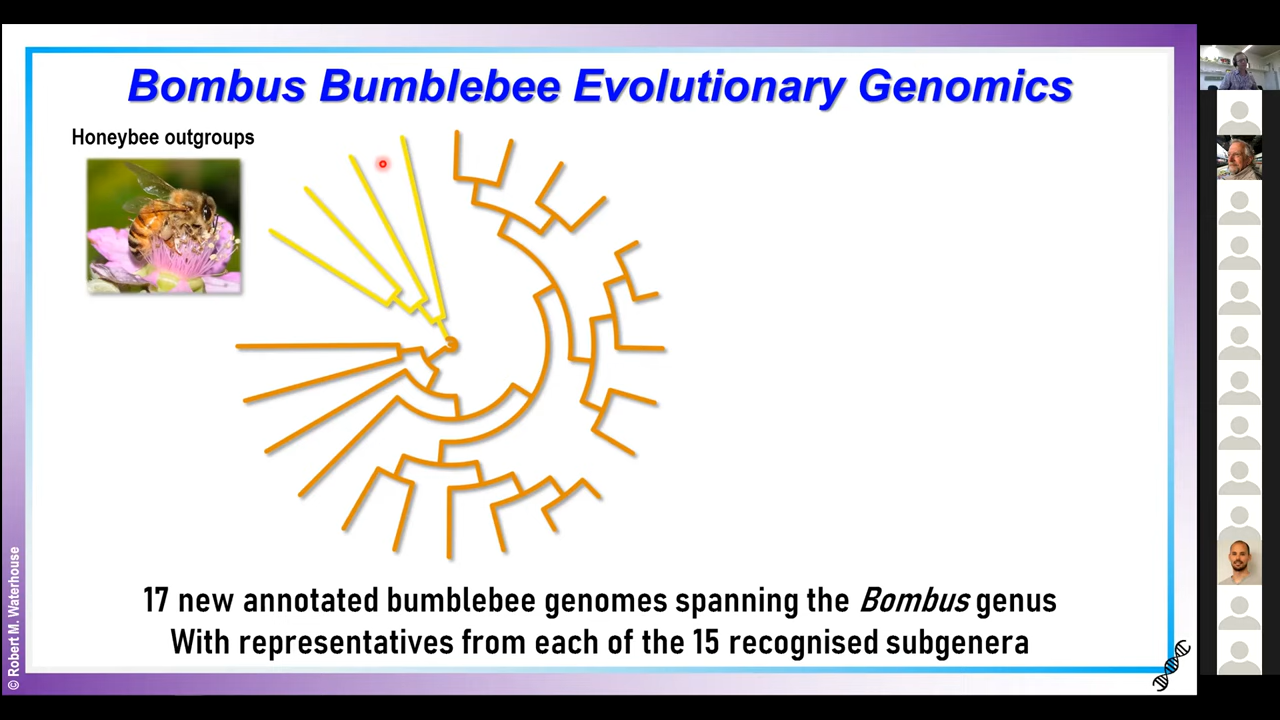 Bombus Bumblebee Evolutionary Genomics
Honeybee outgroups
17 new annotated bumblebee genomes spanning the Bombus genus
With representatives from each of the 15 recognised subgenera
© Robert M. Waterhouse